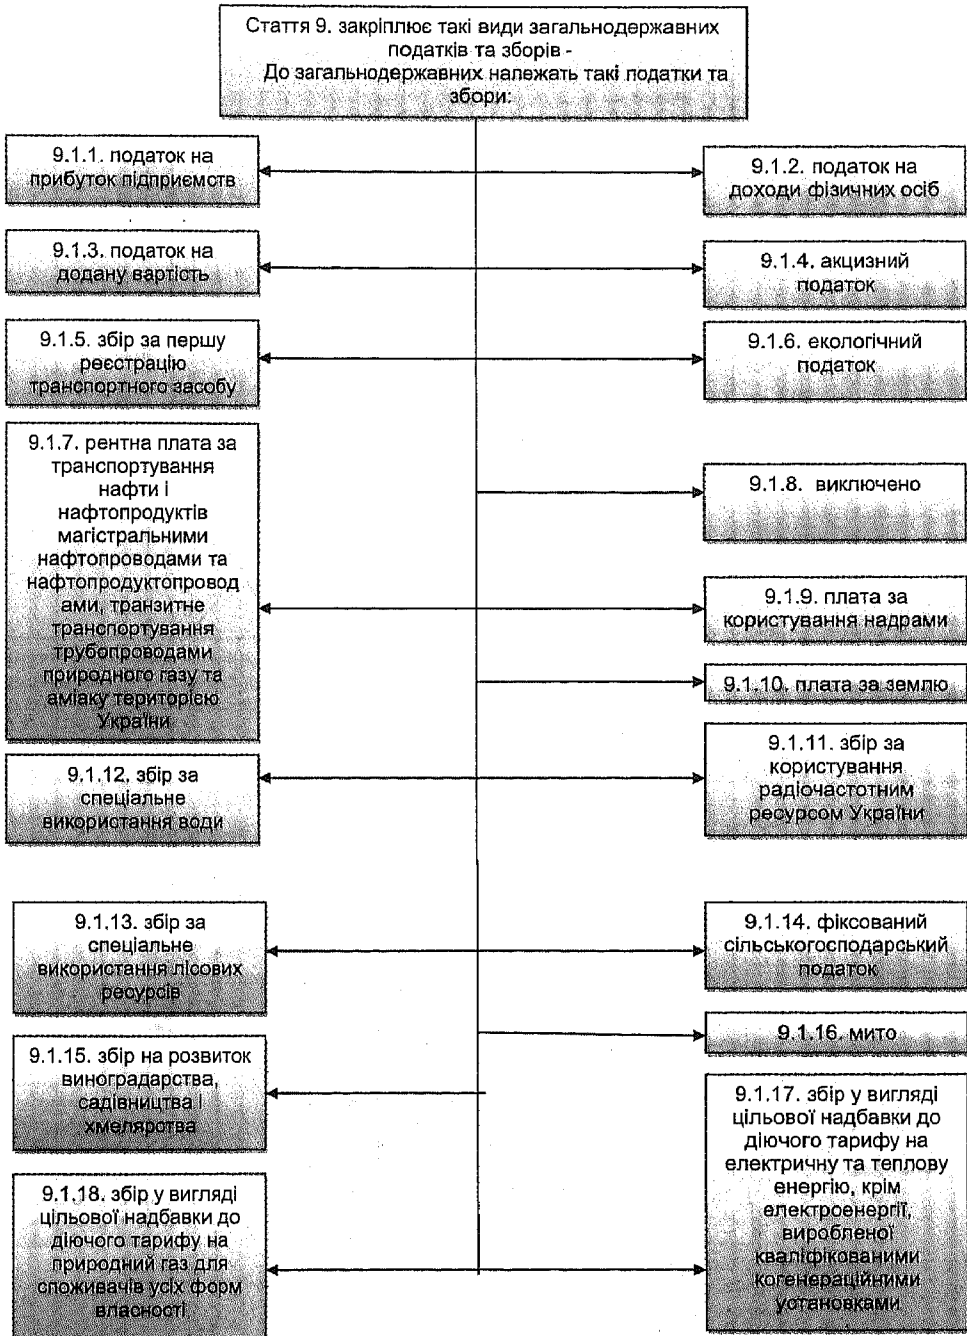 Стаття 9. закріплює такі види загальнодержавних
податків та зборів -
До загальнодержавних належать такі податки та
збори:
9.1.1. податок на
прибуток підприємств
9.1.2. податок на
доходи фізичних осіб
9.1.3. податок на
додану вартість
9.1.4. акцизний
податок
9.1.5. збір за першу
реєстрацію
транспортного засобу
9.1.6. екологічний
податок
9.1.7. рентна плата за
транспортування
нафти і
нафтопродуктів
магістральними
нафтопроводами та
нафтопродуктопровод
ами, транзитне
транспортування
трубопроводами
природного газу та
аміаку територією
України
9.1.8. виключено
9.1.9. плата за
користування надрами
9.1.10. плата за землю
9.1.11. збір за
користування
радіочастотним
ресурсом України
9.1.12. збір за
спеціальне
використання води
9.1.13. збір за
спеціальне
використання лісових
ресурсів
9.1.14. фіксований
сільськогосподарський
податок
9.1.15. збір на розвиток
виноградарства,
садівництва і
хмелярства
9.1.16. мито
9.1.17. збір у вигляді
цільової надбавки до
діючого тарифу на
електричну та теплову
енергію, крім
електроенергії,
виробленої
кваліфікованими
когенераційними
установками
9.1.18. збір у вигляді
цільової надбавки до
діючого тарифу на
природний газ для
споживачів усіх форм
власності